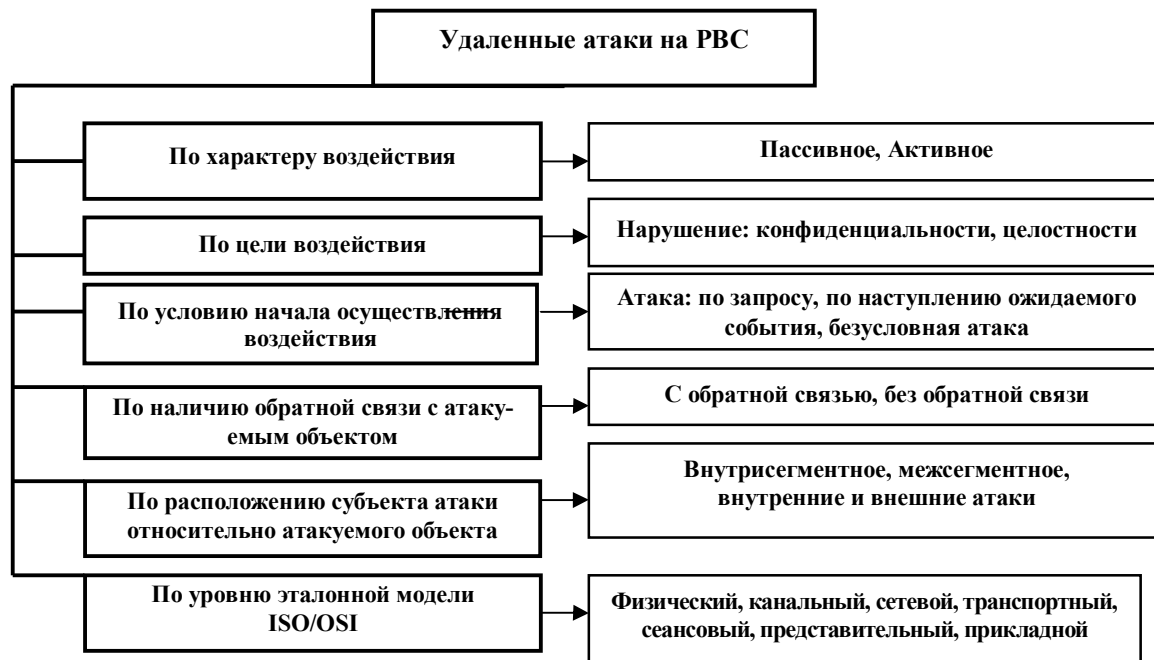 Удаленные атаки на РВС
По характеру воздействия
Пассивное, Активное
По цели воздействия
Нарушение: конфиденциальности, целостности
По условию начала осуществления
воздействия
Атака: по запросу, по наступлению ожидаемого
события, безусловная атака
По наличию обратной связи с атаку-
емым объектом
С обратной связью, без обратной связи
По расположению субъекта атаки
относительно атакуемого объекта
Внутрисегментное, межсегментное,
внутренние и внешние атаки
По уровню эталонной модели
ISO/OSI
Физический, канальный, сетевой, транспортный,
сеансовый, представительный, прикладной